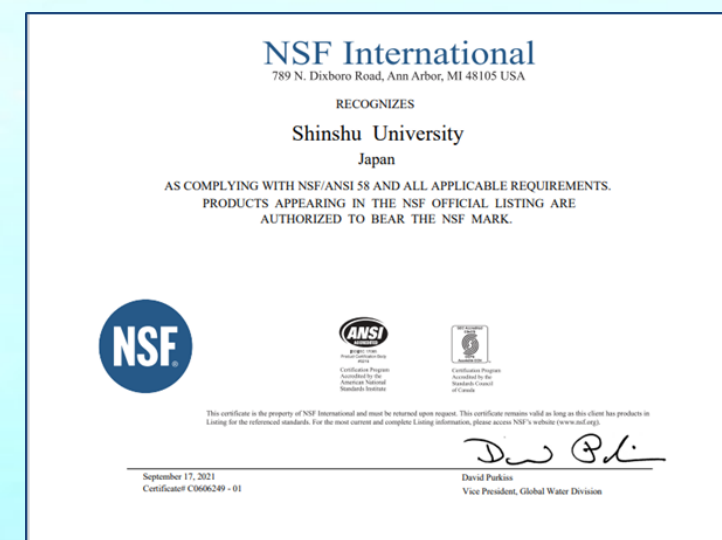 NSF International
789 N. Dixboro Road, Ann Arbor, MI 48105 USA
RECOGNIZES
Shinshu University
Japan
AS COMPLYING WITH NSF/ANSI 58 AND ALL APPLICABLE REQUIREMENTS.
PRODUCTS APPEARING IN THE NSF OFFICIAL LISTING ARE
AUTHORIZED TO BEAR THE NSF MARK.
NSF®
ANSI
Certification Program
Accredited by the
American National
Standards Institute
Certification Program
Accredited by the
Standards Council
of Canada
This certificate is the property of NSF International and must be returned upon request. This certificate remains valid as long as this client has products in
Listing for the referenced standards. For the most current and complete Listing information, please access NSF's website (www.nsf.org).
September 17, 2021
Certificate# C0606249 - 01
David Purkiss
Vice President, Global Water Division